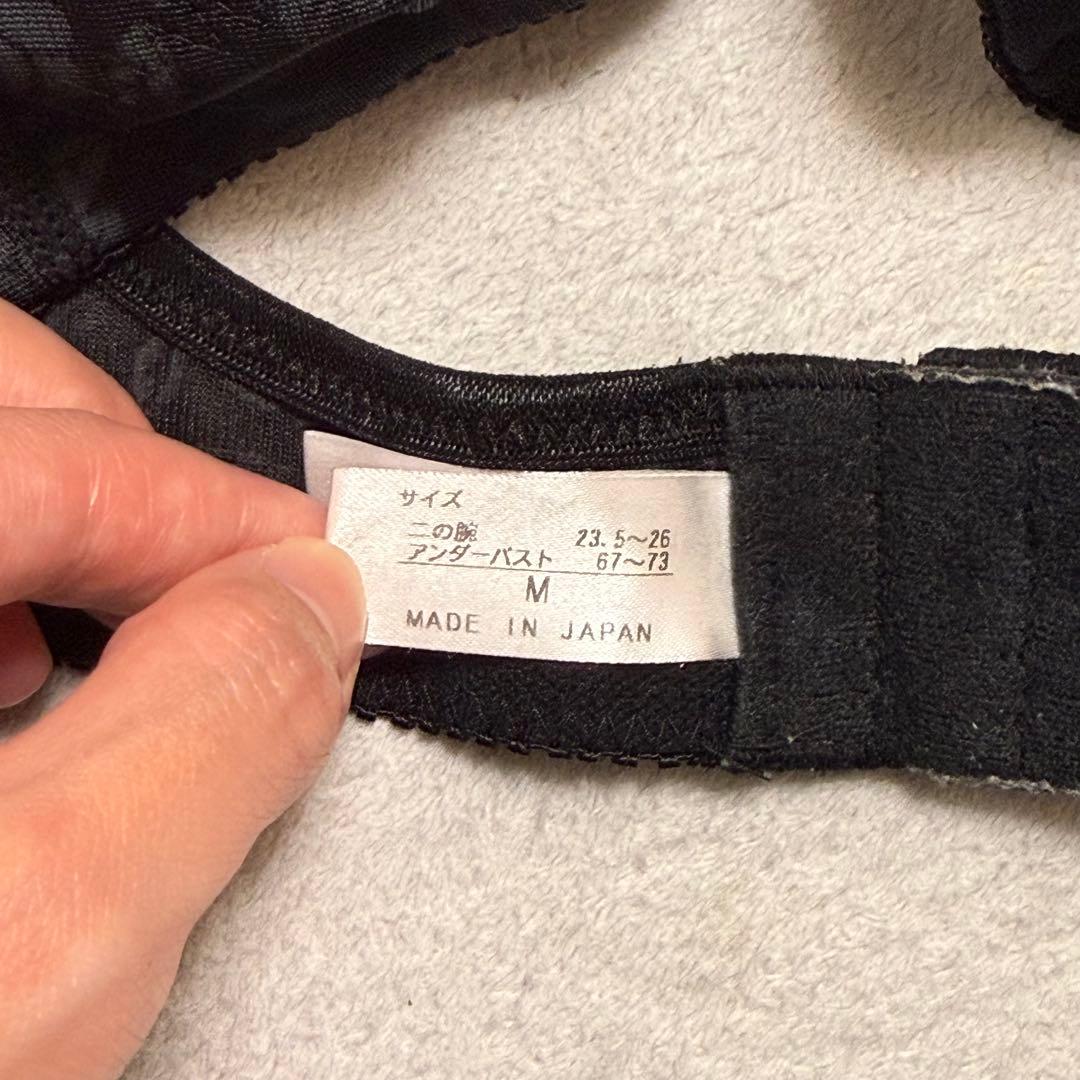 サイズ
二の腕 23.5～26
アンダーバスト 67～73
M
MADE IN JAPAN